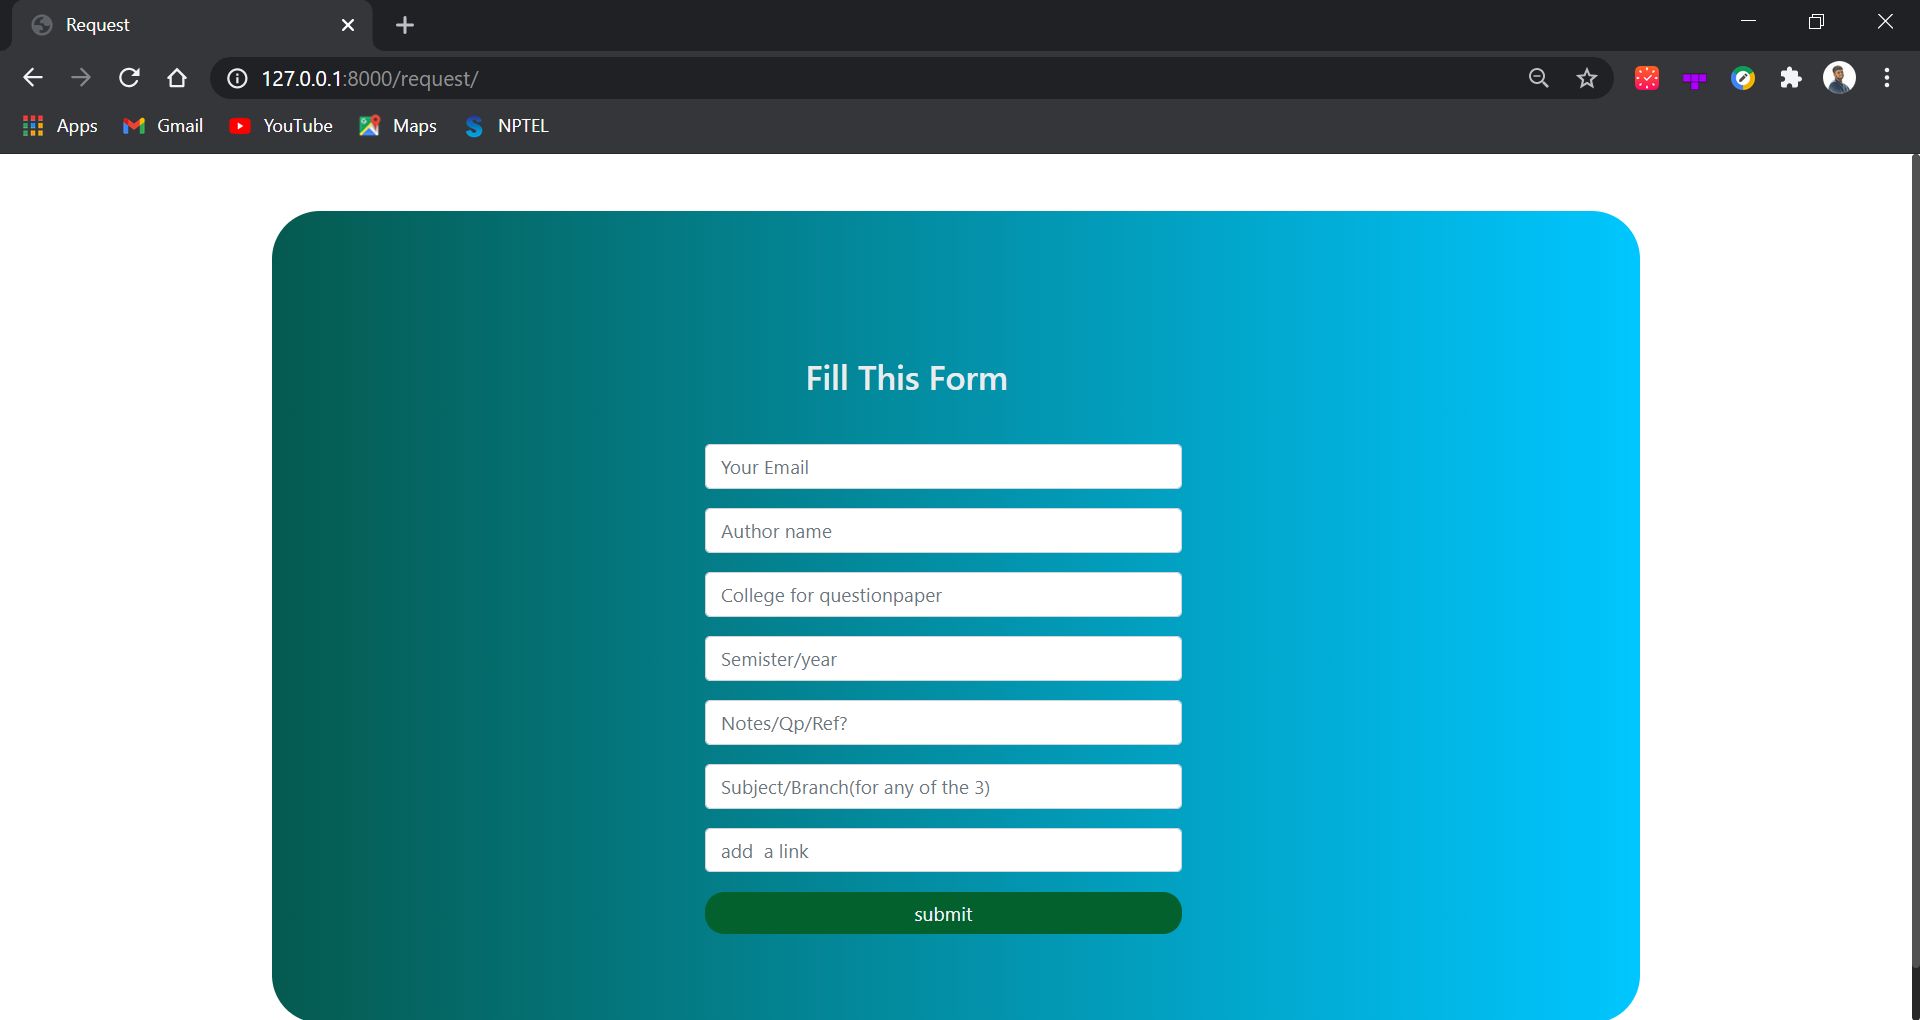 Request
127.0.0.1:8000/request/
Apps Gmail YouTube Maps NPTEL
Fill This Form
Your Email
Author name
College for questionpaper
Semister/year
Notes/Qp/Ref?
Subject/Branch(for any of the 3)
add  a link
submit